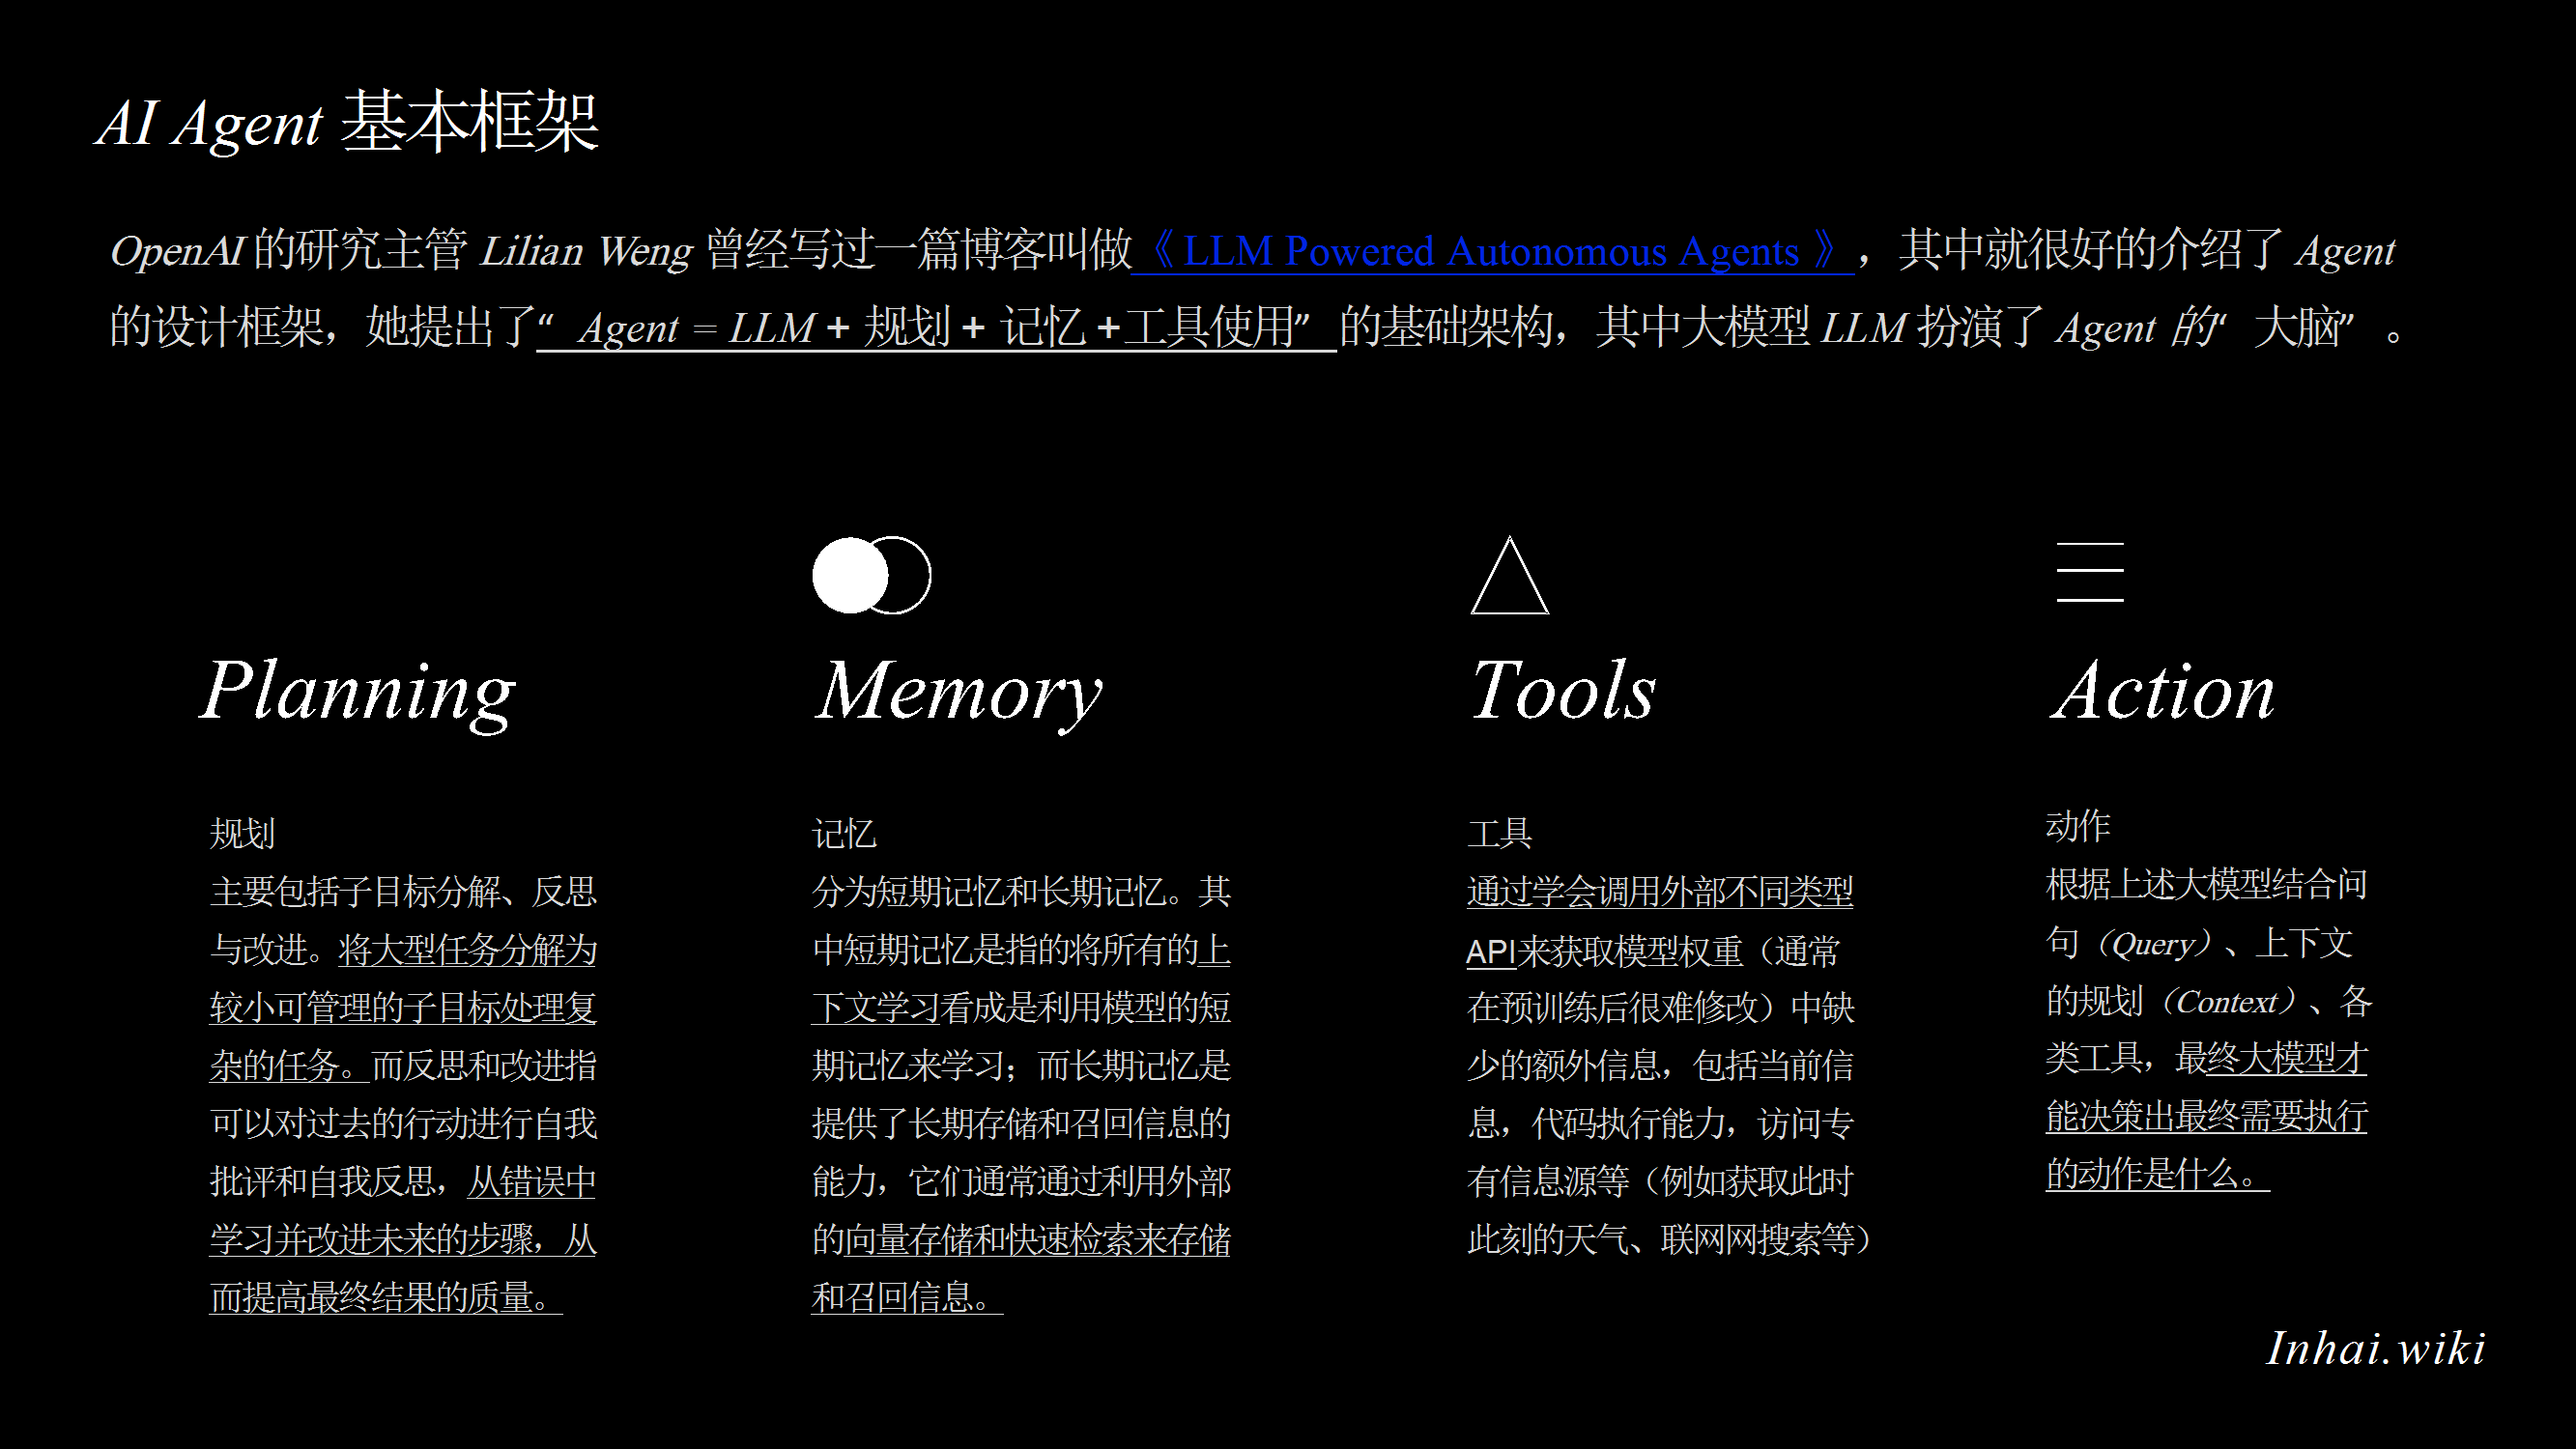 AI Agent 基本框架
OpenAI 的研究主管 Lilian Weng 曾经写过一篇博客叫做《 LLM Powered Autonomous Agents 》，其中就很好的介绍了 Agent
的设计框架，她提出了“ Agent = LLM + 规划 + 记忆 +工具使用” 的基础架构，其中大模型 LLM 扮演了 Agent 的“ 大脑” 。
Planning
规划
主要包括子目标分解、反思
与改进。将大型任务分解为
较小可管理的子目标处理复
杂的任务。而反思和改进指
可以对过去的行动进行自我
批评和自我反思，从错误中
学习并改进未来的步骤，从
而提高最终结果的质量。
Memory
记忆
分为短期记忆和长期记忆。其
中短期记忆是指的将所有的上
下文学习看成是利用模型的短
期记忆来学习；而长期记忆是
提供了长期存储和召回信息的
能力，它们通常通过利用外部
的向量存储和快速检索来存储
和召回信息。
Tools
工具
通过学会调用外部不同类型
API来获取模型权重（通常
在预训练后很难修改）中缺
少的额外信息，包括当前信
息，代码执行能力，访问专
有信息源等（例如获取此时
此刻的天气、联网网搜索等）
Action
动作
根据上述大模型结合问
句（Query）、上下文
的规划（Context）、各
类工具，最终大模型才
能决策出最终需要执行
的动作是什么。
Inhai.wiki